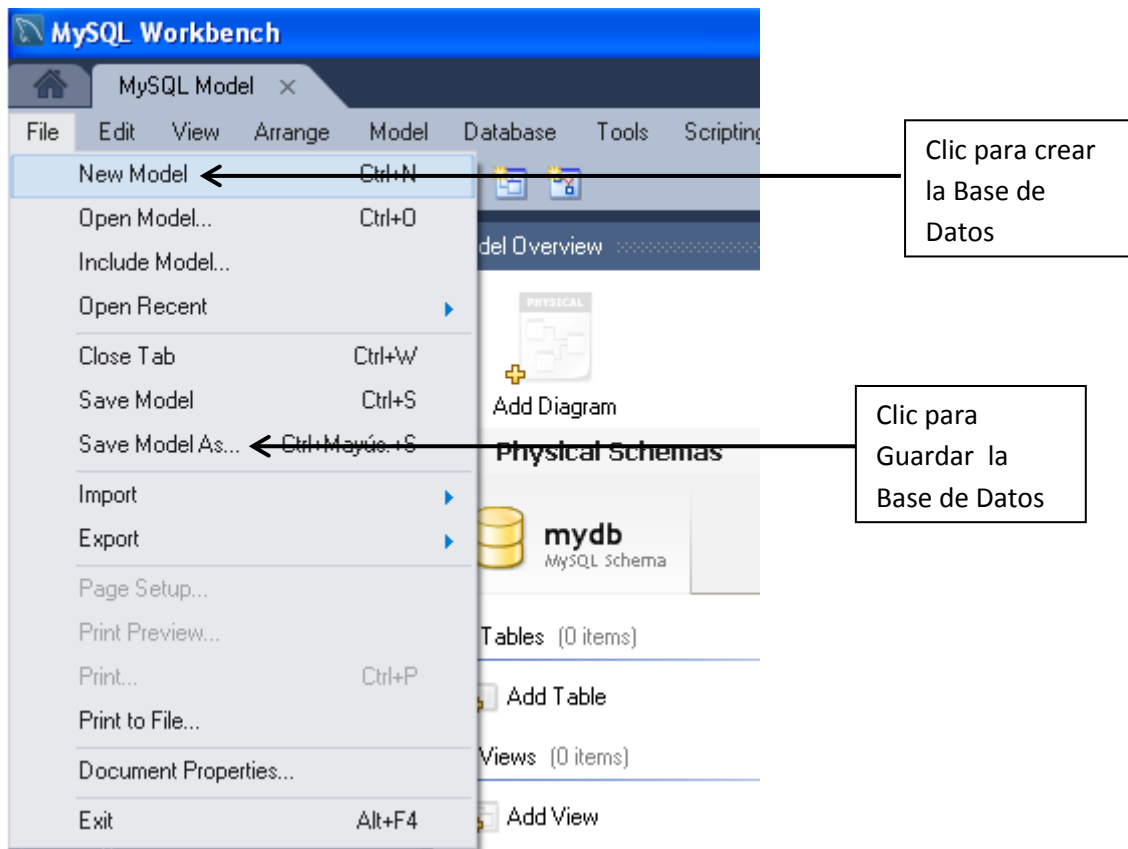 MySQL Workbench
MySQL Model
File Edit View Arrange Model Database Tools Scripting
New Model Ctrl+N
Open Model... Ctrl+O
Include Model...
Open Recent
Close Tab Ctrl+W
Save Model Ctrl+S
Save Model As... Ctrl+Mayús.+S
Import
Export
Page Setup...
Print Preview...
Print... Ctrl+P
Print to File...
Document Properties...
Exit Alt+F4
del Overview
PHYSICAL
Add Diagram
Physical Schemas
mydb
MySQL Schema
Tables (0 items)
Add Table
Views (0 items)
Add View
Clic para crear
la Base de
Datos
Clic para
Guardar la
Base de Datos